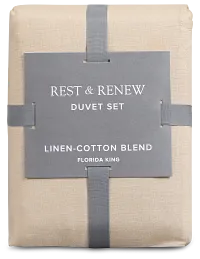 REST & RENEW
DUVET SET
LINEN-COTTON BLEND
FLORIDA KING